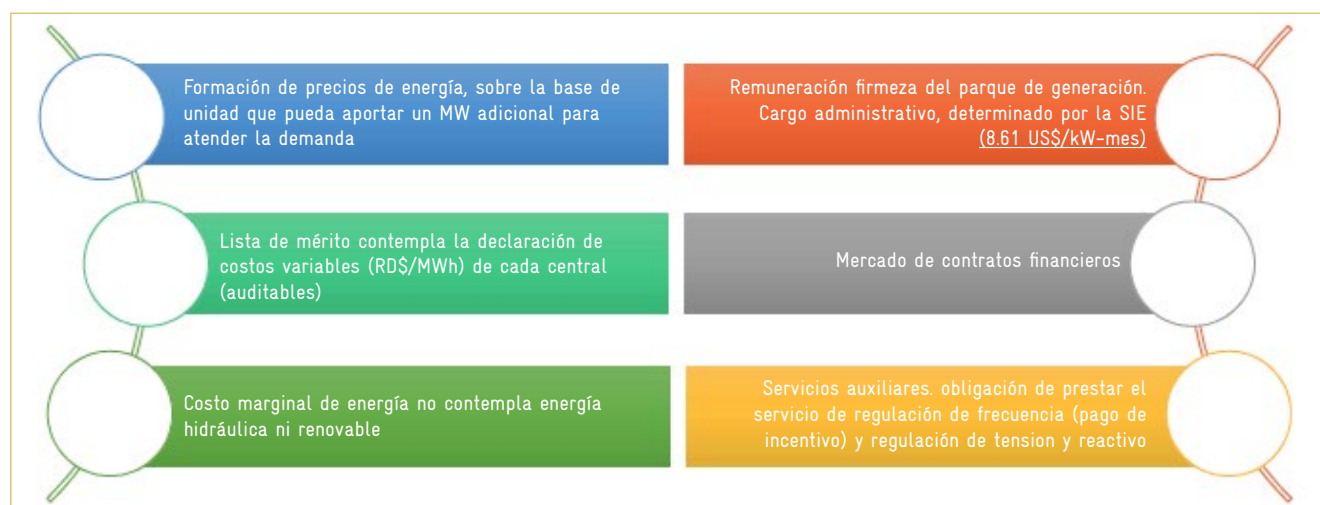 Formación de precios de energía, sobre la base de
unidad que pueda aportar un MW adicional para
atender la demanda
Remuneración firmeza del parque de generación.
Cargo administrativo, determinado por la SIE
(8.61 US$/kW-mes)
Lista de mérito contempla la declaración de
costos variables (RD$/MWh) de cada central
(auditables)
Mercado de contratos financieros
Costo marginal de energía no contempla energía
hidráulica ni renovable
Servicios auxiliares. obligación de prestar el
servicio de regulación de frecuencia (pago de
incentivo) y regulación de tension y reactivo